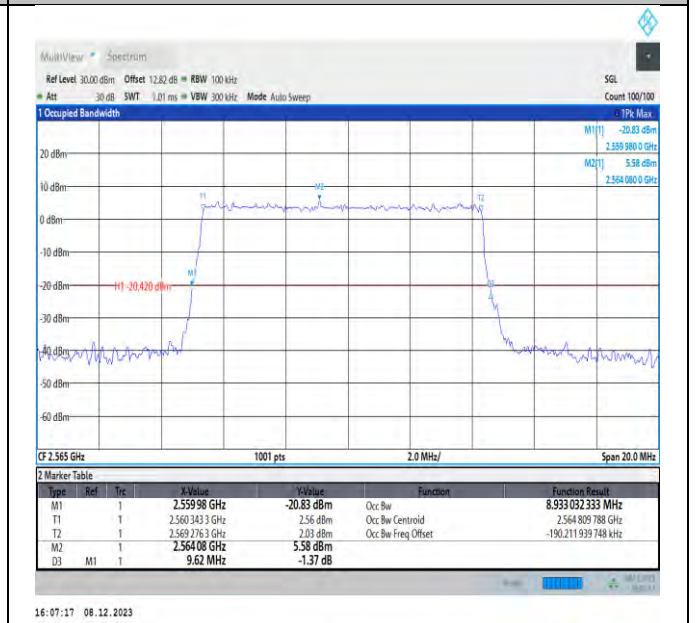 MultiView Spectrum
Ref Level 30.00 dBm Offset 12.82 dB RBW 100 kHz SGL
Att 30 dB SWT 1.01 ms VBW 300 kHz Mode Auto Sweep Count 100/100
1 Occupied Bandwidth 1Pk Max
M1[1] -20.83 dBm
2.559 980 0 GHz
M2[1] 5.58 dBm
2.564 080 0 GHz
20 dBm
10 dBm
M2
T1 T2
0 dBm
-10 dBm
M1
-20 dBm H1 -20.420 dBm
-30 dBm
-40 dBm
-50 dBm
-60 dBm
CF 2.565 GHz 1001 pts 2.0 MHz/ Span 20.0 MHz
2 Marker Table
Type Ref Trc X-Value Y-Value Function Function Result
M1 1 2.559 98 GHz -20.83 dBm Occ Bw 8.933 032 333 MHz
T1 1 2.560 343 3 GHz 2.56 dBm Occ Bw Centroid 2.564 809 788 GHz
T2 1 2.569 276 3 GHz 2.03 dBm Occ Bw Freq Offset -190.211 939 748 kHz
M2 1 2.564 08 GHz 5.58 dBm
D3 M1 1 9.62 MHz -1.37 dB
16:07:17 08.12.2023